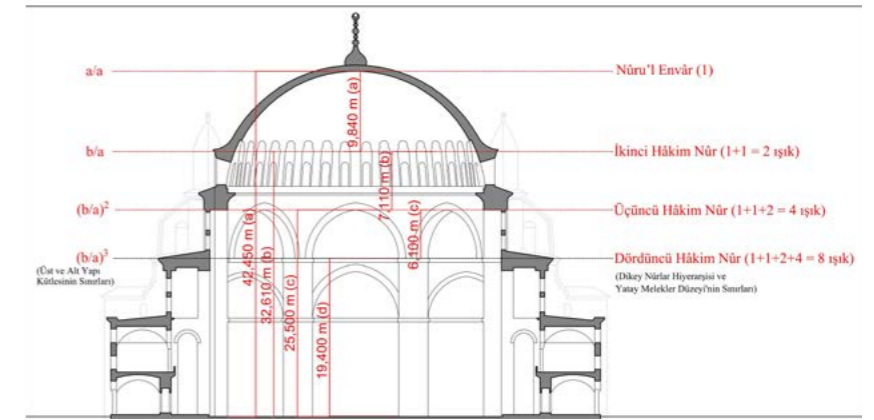 a/a
Nûru'l Envâr (1)
9,840 m (a)
b/a
İkinci Hâkim Nûr (1+1 = 2 ışık)
7,110 m (b)
(b/a)²
Üçüncü Hâkim Nûr (1+1+2 = 4 ışık)
6,100 m (c)
(b/a)³
Dördüncü Hâkim Nûr (1+1+2+4 = 8 ışık)
(Üst ve Alt Yapı
Kütlesinin Sınırları)
(Dikey Nûrlar Hiyerarşisi ve
Yatay Melekler Düzeyi'nin Sınırları)
42,450 m (a)
32,610 m (b)
25,500 m (c)
19,400 m (d)